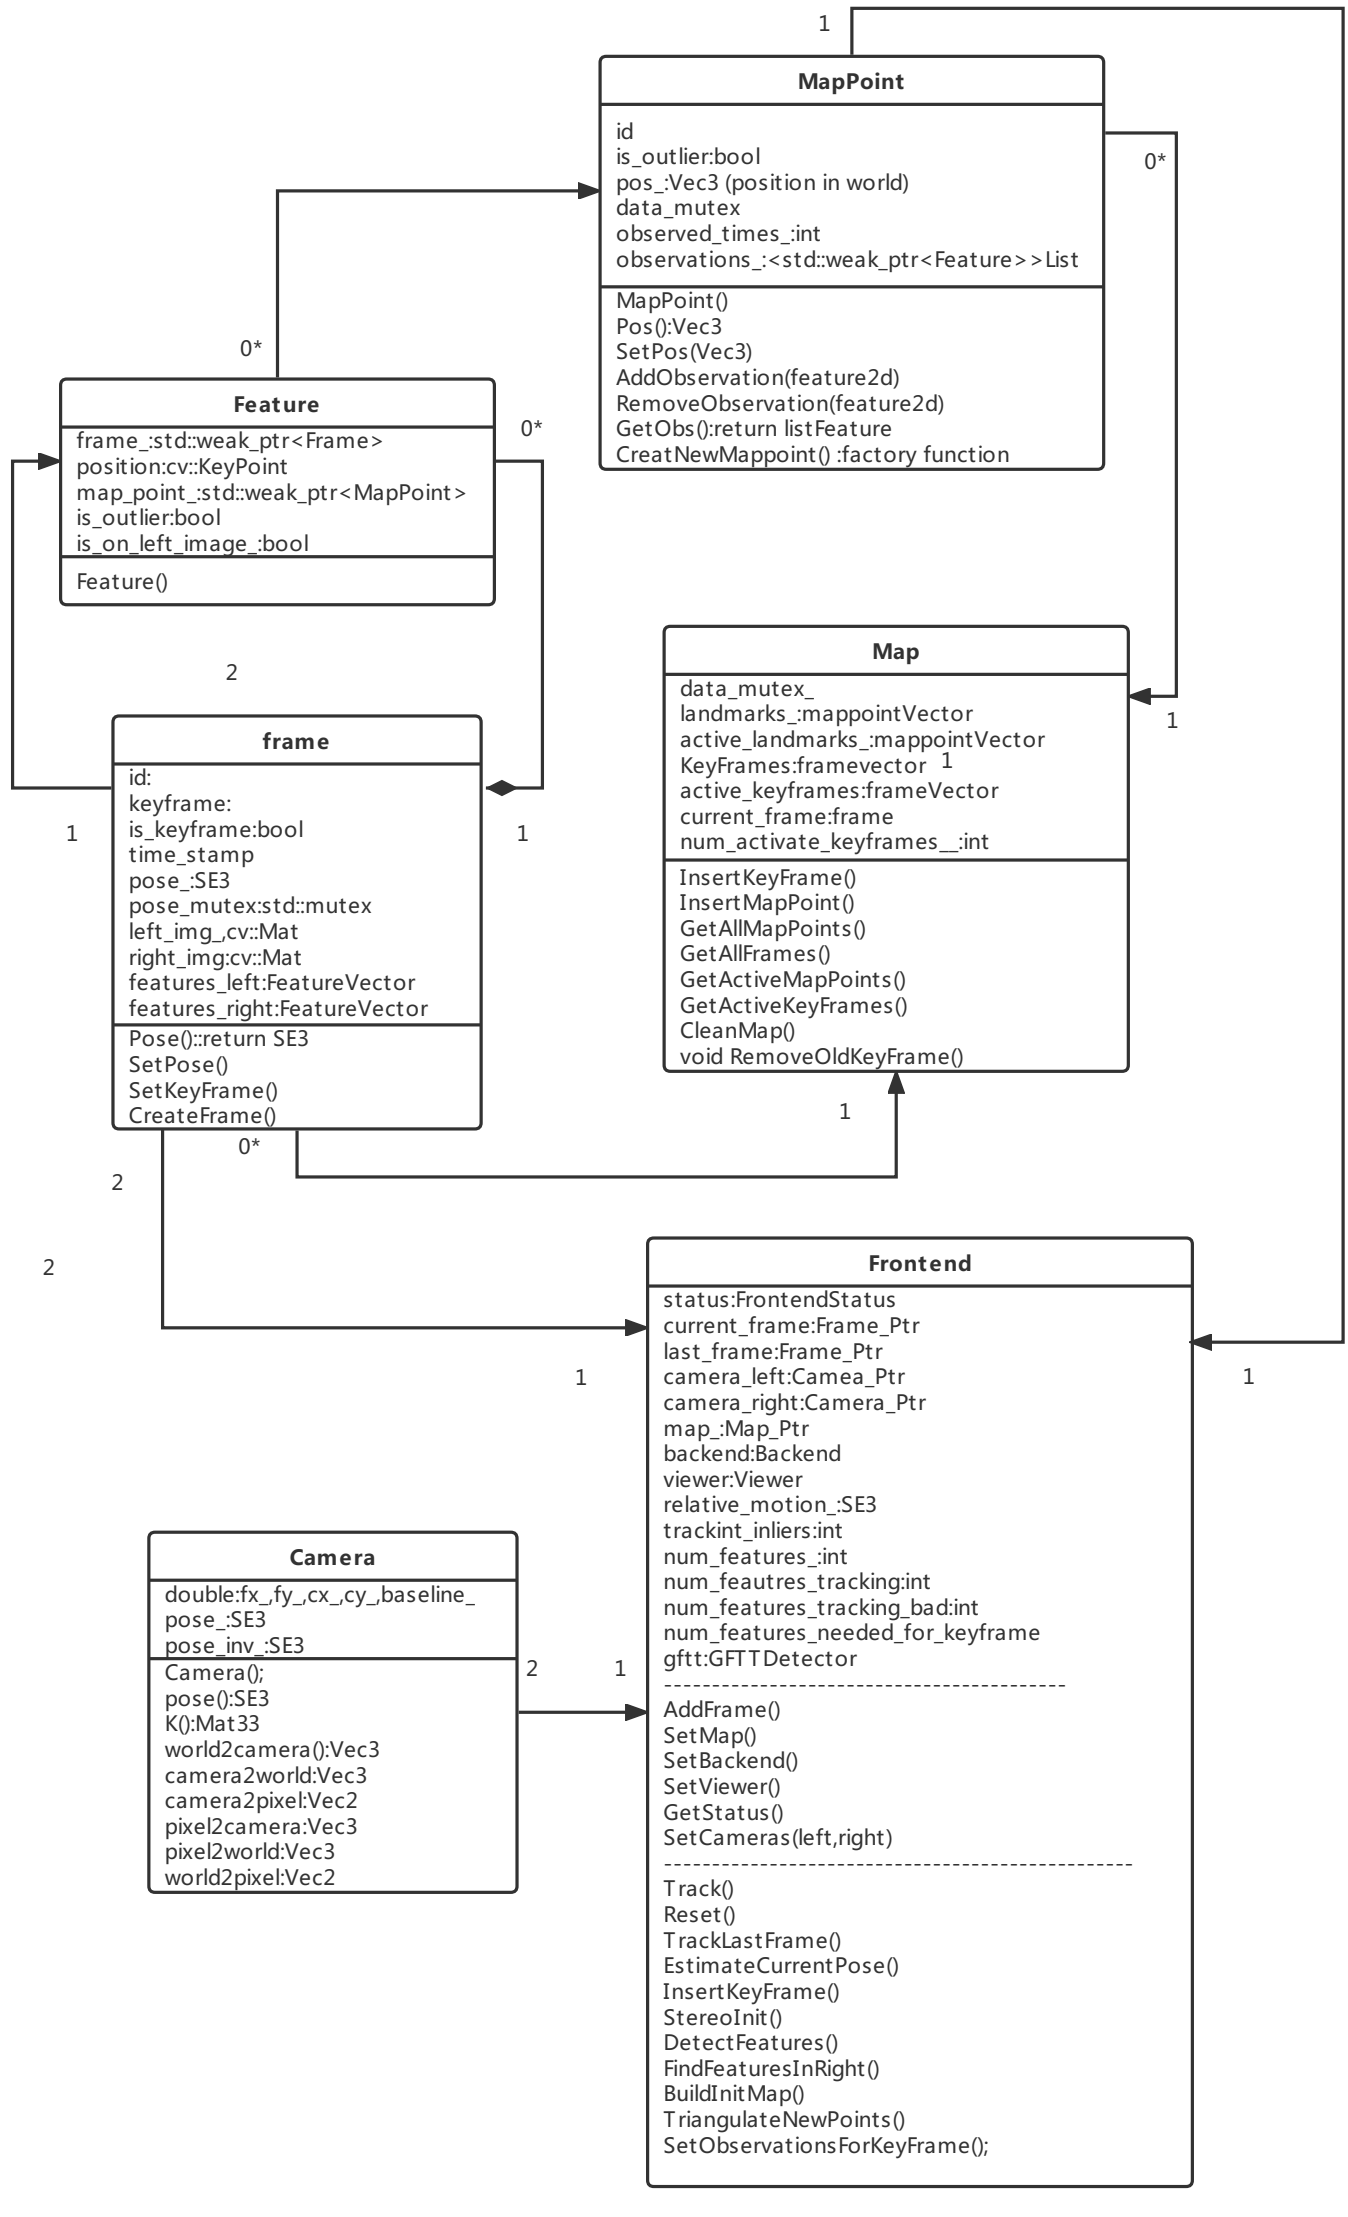 1
MapPoint
id
is_outlier:bool
pos_:Vec3 (position in world)
data_mutex
observed_times_:int
observations_:<std::weak_ptr<Feature>>List
MapPoint()
Pos():Vec3
SetPos(Vec3)
AddObservation(feature2d)
RemoveObservation(feature2d)
GetObs():return listFeature
CreatNewMappoint() :factory function
0*
0*
Feature
frame_:std::weak_ptr<Frame>
position:cv::KeyPoint
map_point_:std::weak_ptr<MapPoint>
is_outlier:bool
is_on_left_image_:bool
Feature()
0*
2
frame
id:
keyframe:
is_keyframe:bool
time_stamp
pose_:SE3
pose_mutex:std::mutex
left_img_,cv::Mat
right_img:cv::Mat
features_left:FeatureVector
features_right:FeatureVector
Pose()::return SE3
SetPose()
SetKeyFrame()
CreateFrame()
1
1
Map
data_mutex_
landmarks_:mappointVector
active_landmarks_:mappointVector
KeyFrames:framevector
1
active_keyframes:frameVector
current_frame:frame
num_activate_keyframes__:int
InsertKeyFrame()
InsertMapPoint()
GetAllMapPoints()
GetAllFrames()
GetActiveMapPoints()
GetActiveKeyFrames()
CleanMap()
void RemoveOldKeyFrame()
1
1
0*
2
2
1
Frontend
status:FrontendStatus
current_frame:Frame_Ptr
last_frame:Frame_Ptr
camera_left:Camea_Ptr
camera_right:Camera_Ptr
map_:Map_Ptr
backend:Backend
viewer:Viewer
relative_motion_:SE3
trackint_inliers:int
num_features_:int
num_feautres_tracking:int
num_features_tracking_bad:int
num_features_needed_for_keyframe
gftt:GFTTDetector
------------------------------------------
AddFrame()
SetMap()
SetBackend()
SetViewer()
GetStatus()
SetCameras(left,right)
-------------------------------------------------
Track()
Reset()
TrackLastFrame()
EstimateCurrentPose()
InsertKeyFrame()
StereoInit()
DetectFeatures()
FindFeaturesInRight()
BuildInitMap()
TriangulateNewPoints()
SetObservationsForKeyFrame();
1
Camera
double:fx_,fy_,cx_,cy_,baseline_
pose_:SE3
pose_inv_:SE3
Camera();
pose():SE3
K():Mat33
world2camera():Vec3
camera2world:Vec3
camera2pixel:Vec2
pixel2camera:Vec3
pixel2world:Vec3
world2pixel:Vec2
2
1